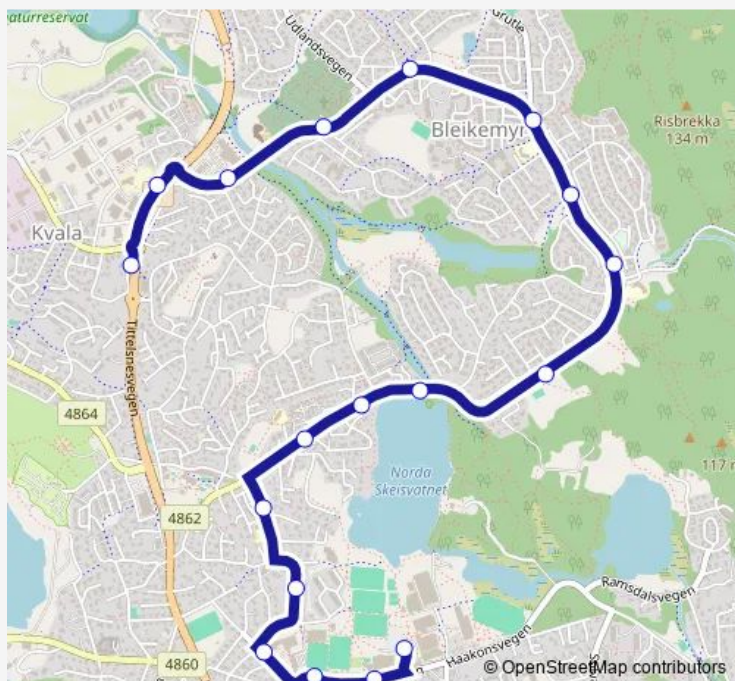 aturreservat
Udlandsvegen
Grutle
Bleikemyr
Risbrekka
134 m
Kvala
Tittelsnesvegen
4864
117 m
Norda
Skeisvatnet
4862
Ramsdalsvegen
Haakonsvegen
4860
© OpenStreetMap contributors